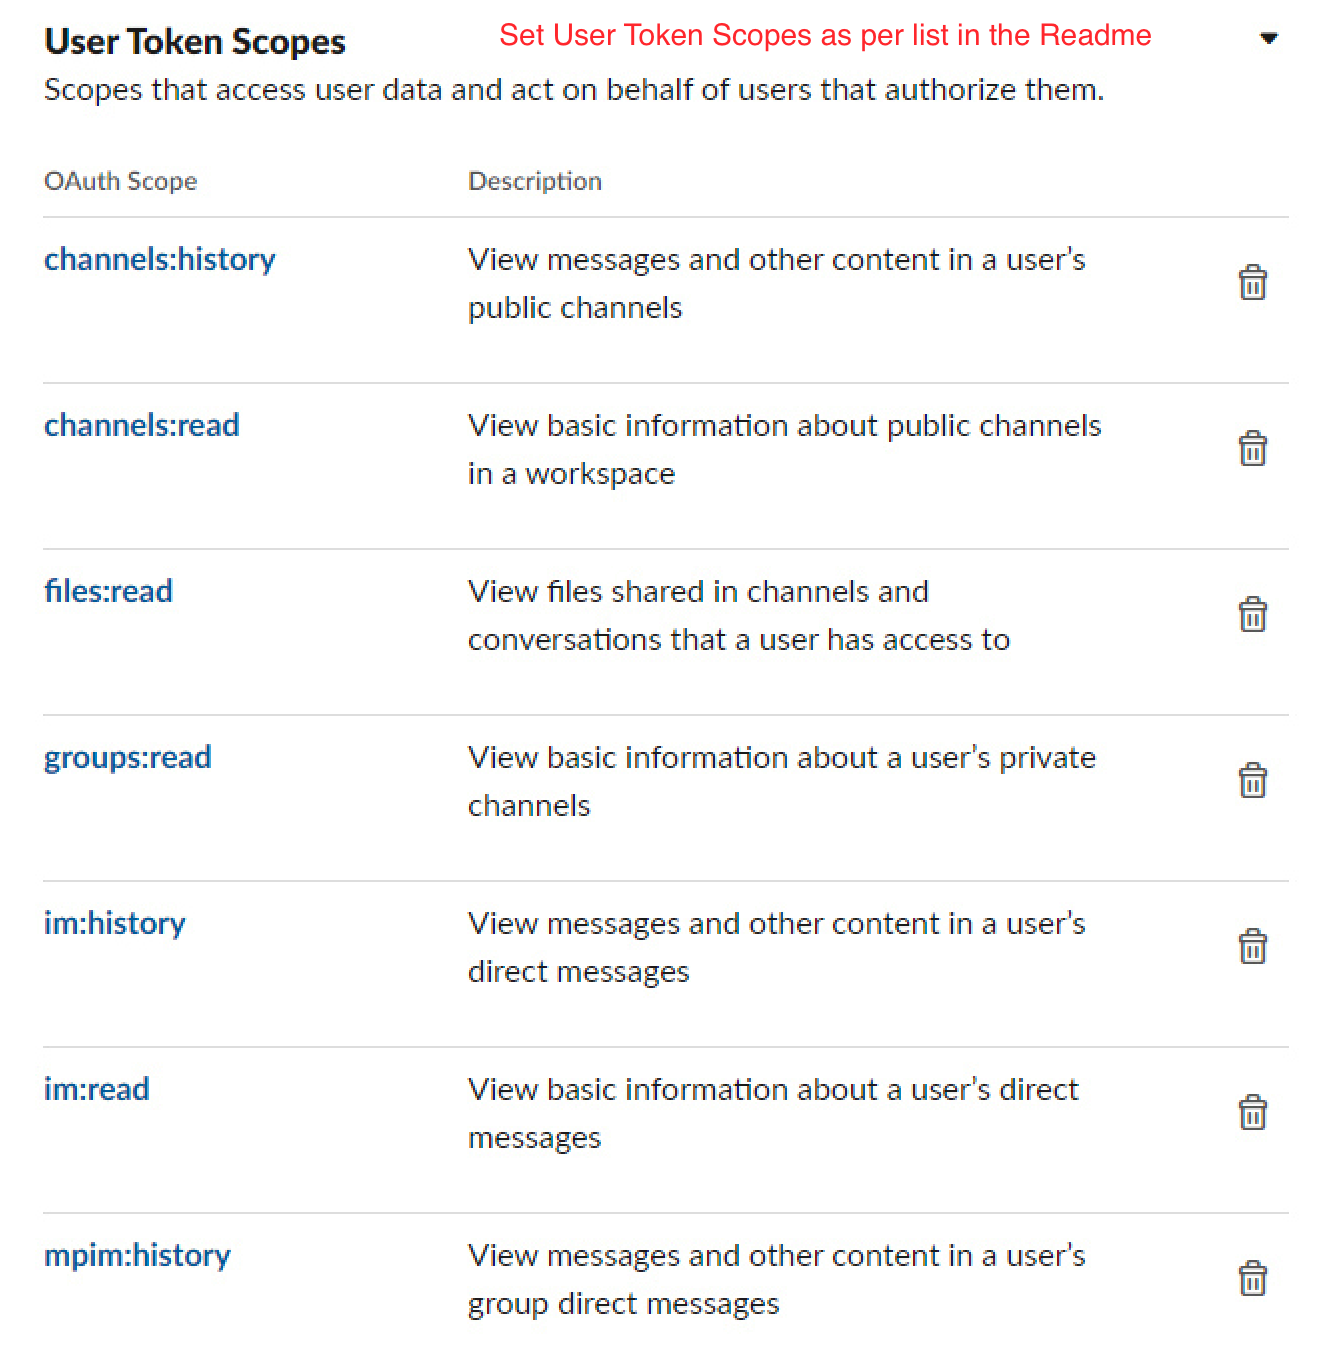 User Token Scopes
Set User Token Scopes as per list in the Readme
Scopes that access user data and act on behalf of users that authorize them.
OAuth Scope
Description
channels:history
View messages and other content in a user's
public channels
channels:read
View basic information about public channels
in a workspace
files:read
View files shared in channels and
conversations that a user has access to
groups:read
View basic information about a user's private
channels
im:history
View messages and other content in a user's
direct messages
im:read
View basic information about a user's direct
messages
mpim:history
View messages and other content in a user's
group direct messages